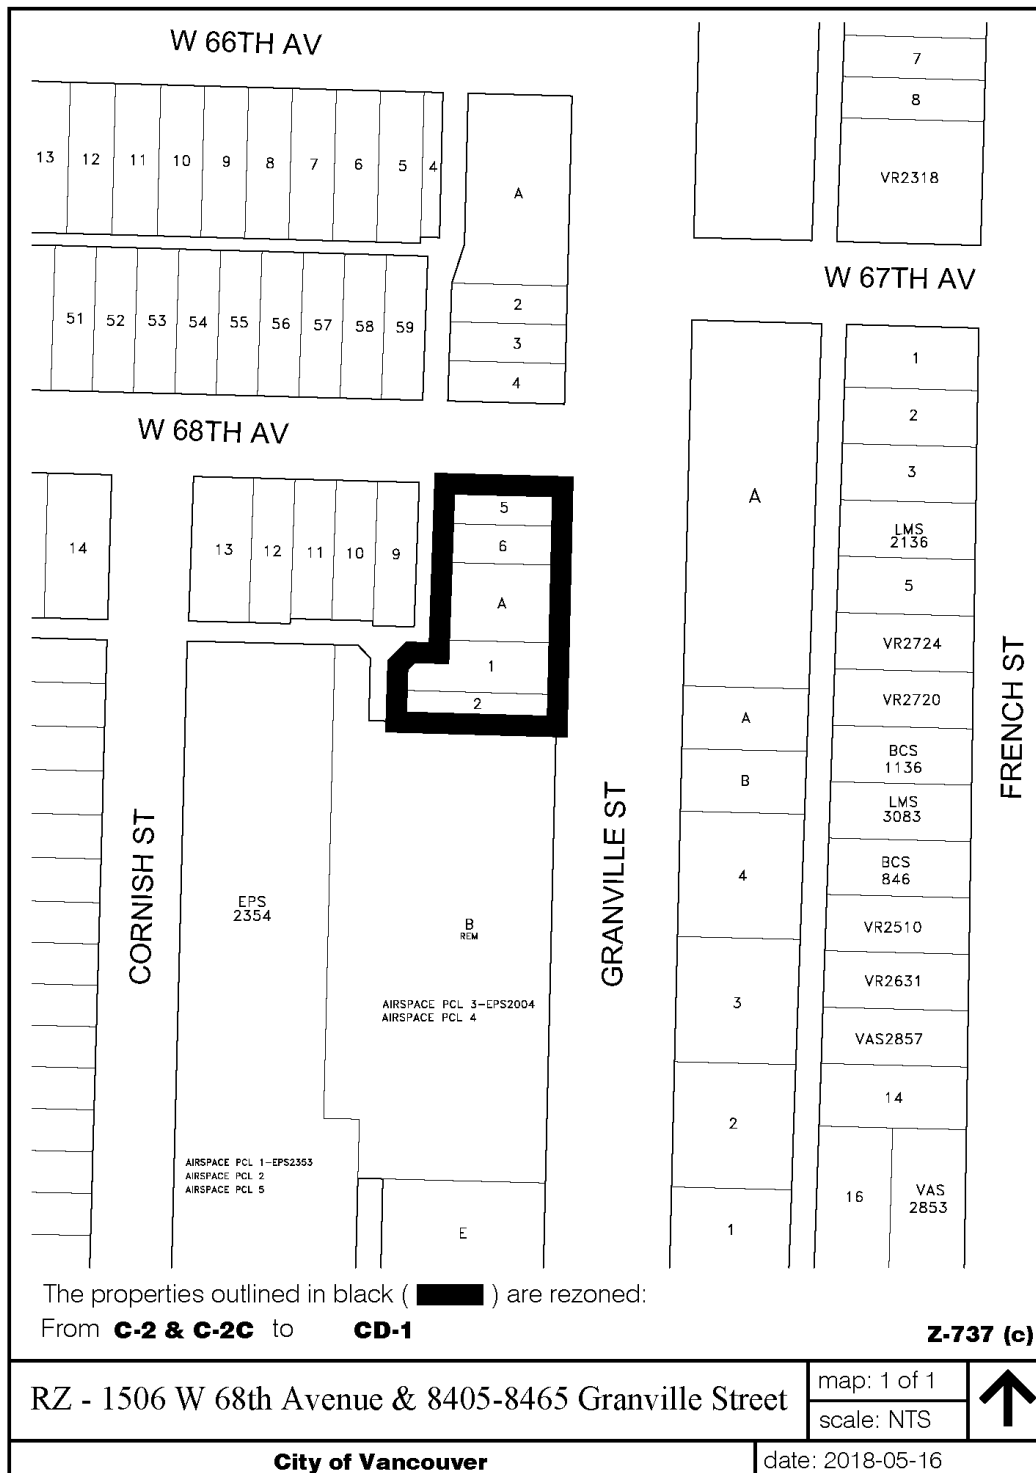 W 66TH AV
7
8
VR2318
13 12 11 10 9 8 7 6 5 4
A
W 67TH AV
51 52 53 54 55 56 57 58 59
2
3
4
1
2
3
LMS
2136
5
VR2724
VR2720
BCS
1136
LMS
3083
BCS
846
VR2510
VR2631
VAS2857
14
16
VAS
2853
W 68TH AV
14
13 12 11 10 9
5
6
A
1
2
A
A
B
4
3
2
1
FRENCH ST
CORNISH ST
GRANVILLE ST
EPS
2354
B
REM
AIRSPACE PCL 3-EPS2004
AIRSPACE PCL 4
AIRSPACE PCL 1-EPS2353
AIRSPACE PCL 2
AIRSPACE PCL 5
E
The properties outlined in black ( ) are rezoned:
From C-2 & C-2C to CD-1
Z-737 (c)
RZ - 1506 W 68th Avenue & 8405-8465 Granville Street
map: 1 of 1
scale: NTS
City of Vancouver
date: 2018-05-16